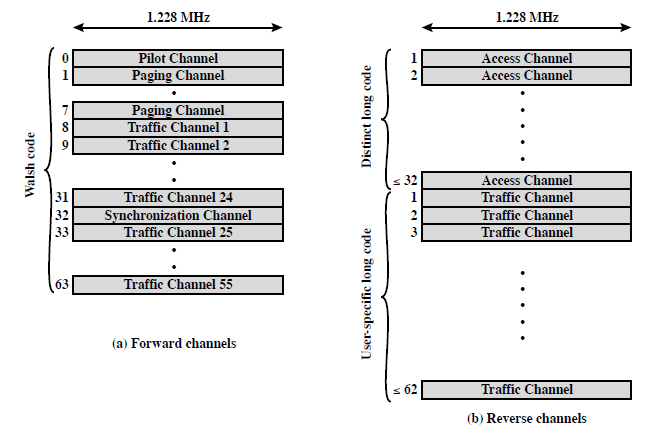 1.228 MHz
0 Pilot Channel
1 Paging Channel
7 Paging Channel
8 Traffic Channel 1
9 Traffic Channel 2
31 Traffic Channel 24
32 Synchronization Channel
33 Traffic Channel 25
63 Traffic Channel 55
Walsh code
(a) Forward channels
1.228 MHz
1 Access Channel
2 Access Channel
≤ 32 Access Channel
1 Traffic Channel
2 Traffic Channel
3 Traffic Channel
≤ 62 Traffic Channel
Distinct long code
User-specific long code
(b) Reverse channels